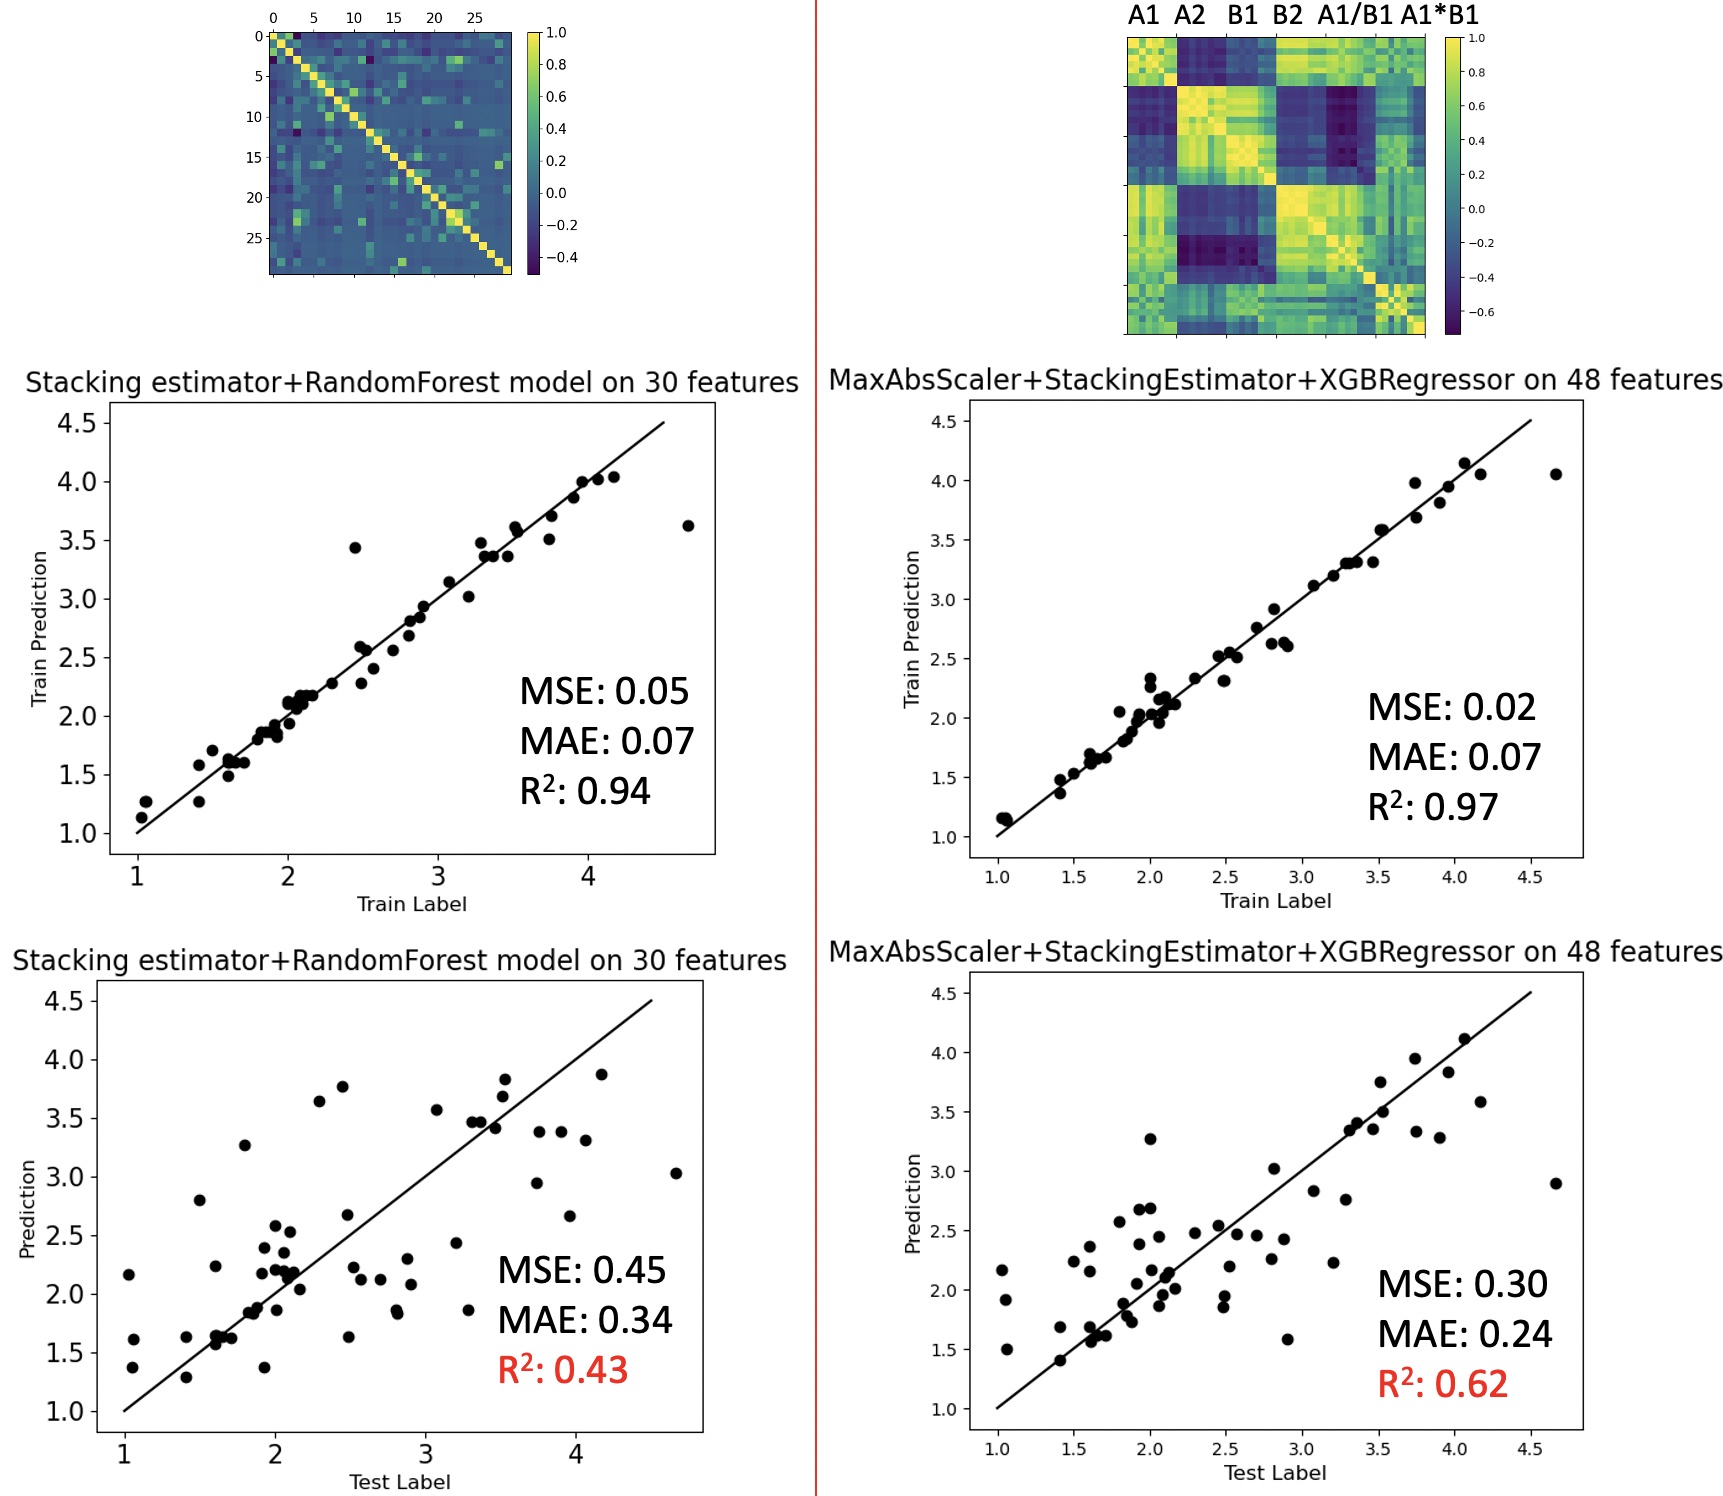 0 5 10 15 20 25
0
5
10
15
20
25
1.0
0.8
0.6
0.4
0.2
0.0
−0.2
−0.4
Stacking estimator+RandomForest model on 30 features
4.5
4.0
3.5
3.0
2.5
2.0
1.5
1.0
Train Prediction
MSE: 0.05
MAE: 0.07
R²: 0.94
1 2 3 4
Train Label
Stacking estimator+RandomForest model on 30 features
4.5
4.0
3.5
3.0
2.5
2.0
1.5
1.0
Prediction
MSE: 0.45
MAE: 0.34
R²: 0.43
1 2 3 4
Test Label
A1 A2 B1 B2 A1/B1 A1*B1
1.0
0.8
0.6
0.4
0.2
0.0
−0.2
−0.4
−0.6
MaxAbsScaler+StackingEstimator+XGBRegressor on 48 features
4.5
4.0
3.5
3.0
2.5
2.0
1.5
1.0
Train Prediction
MSE: 0.02
MAE: 0.07
R²: 0.97
1.0 1.5 2.0 2.5 3.0 3.5 4.0 4.5
Train Label
MaxAbsScaler+StackingEstimator+XGBRegressor on 48 features
4.5
4.0
3.5
3.0
2.5
2.0
1.5
1.0
Prediction
MSE: 0.30
MAE: 0.24
R²: 0.62
1.0 1.5 2.0 2.5 3.0 3.5 4.0 4.5
Test Label